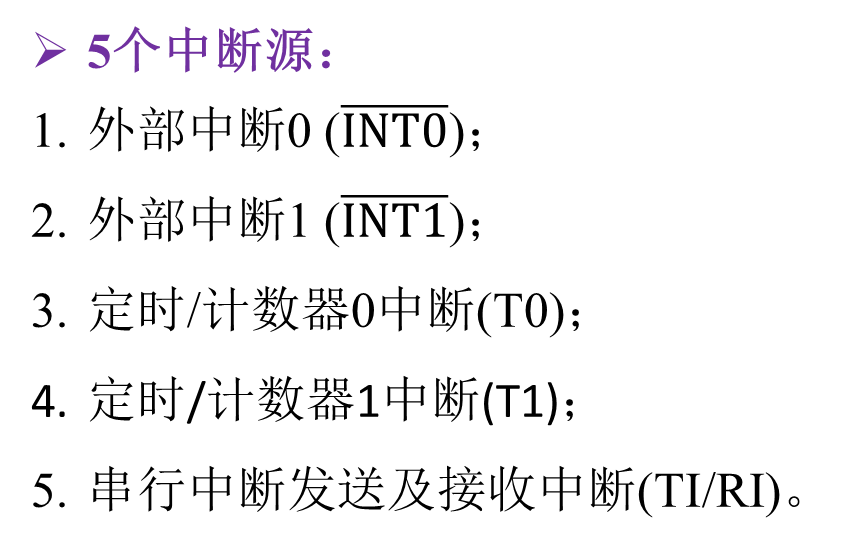 ➢ 5个中断源：
1. 外部中断0 (I̅N̅T̅0̅)；
2. 外部中断1 (I̅N̅T̅1̅)；
3. 定时/计数器0中断(T0)；
4. 定时/计数器1中断(T1)；
5. 串行中断发送及接收中断(TI/RI)。